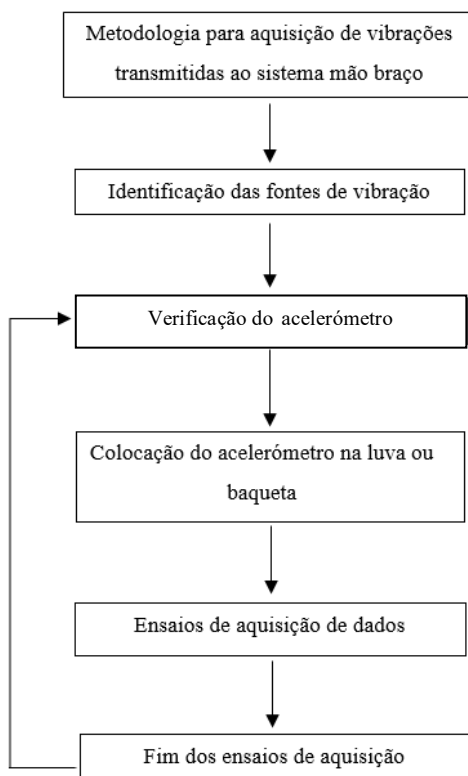 Metodologia para aquisição de vibrações
transmitidas ao sistema mão braço
Identificação das fontes de vibração
Verificação do acelerómetro
Colocação do acelerómetro na luva ou
baqueta
Ensaios de aquisição de dados
Fim dos ensaios de aquisição